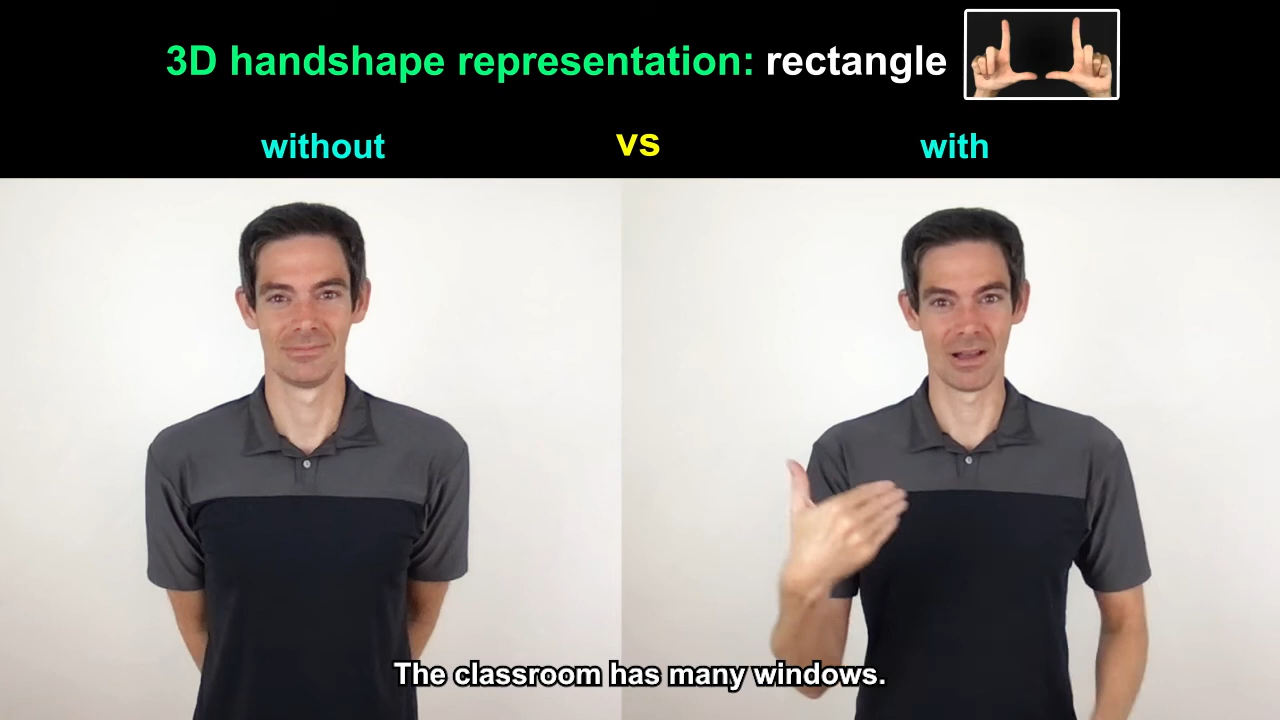 3D handshape representation: rectangle
without vs with
The classroom has many windows.